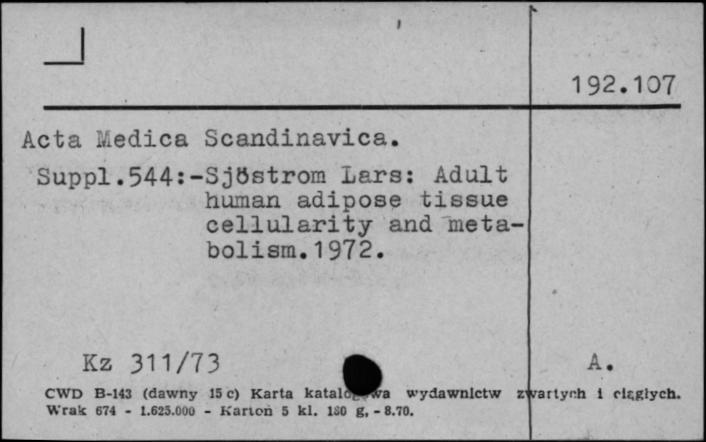 192.107
Acta Medica Scandinavica.
Suppl.544:-Sjöstrom Lars: Adult
human adipose tissue
cellularity and meta-
bolism.1972.
Kz 311/73 A.
CWD B-143 (dawny 15 c) Karta katalogowa wydawnictw zwartych i ciągłych.
Wrak 674 - 1.625.000 - Karton 5 kl. 180 g, - 8.70.